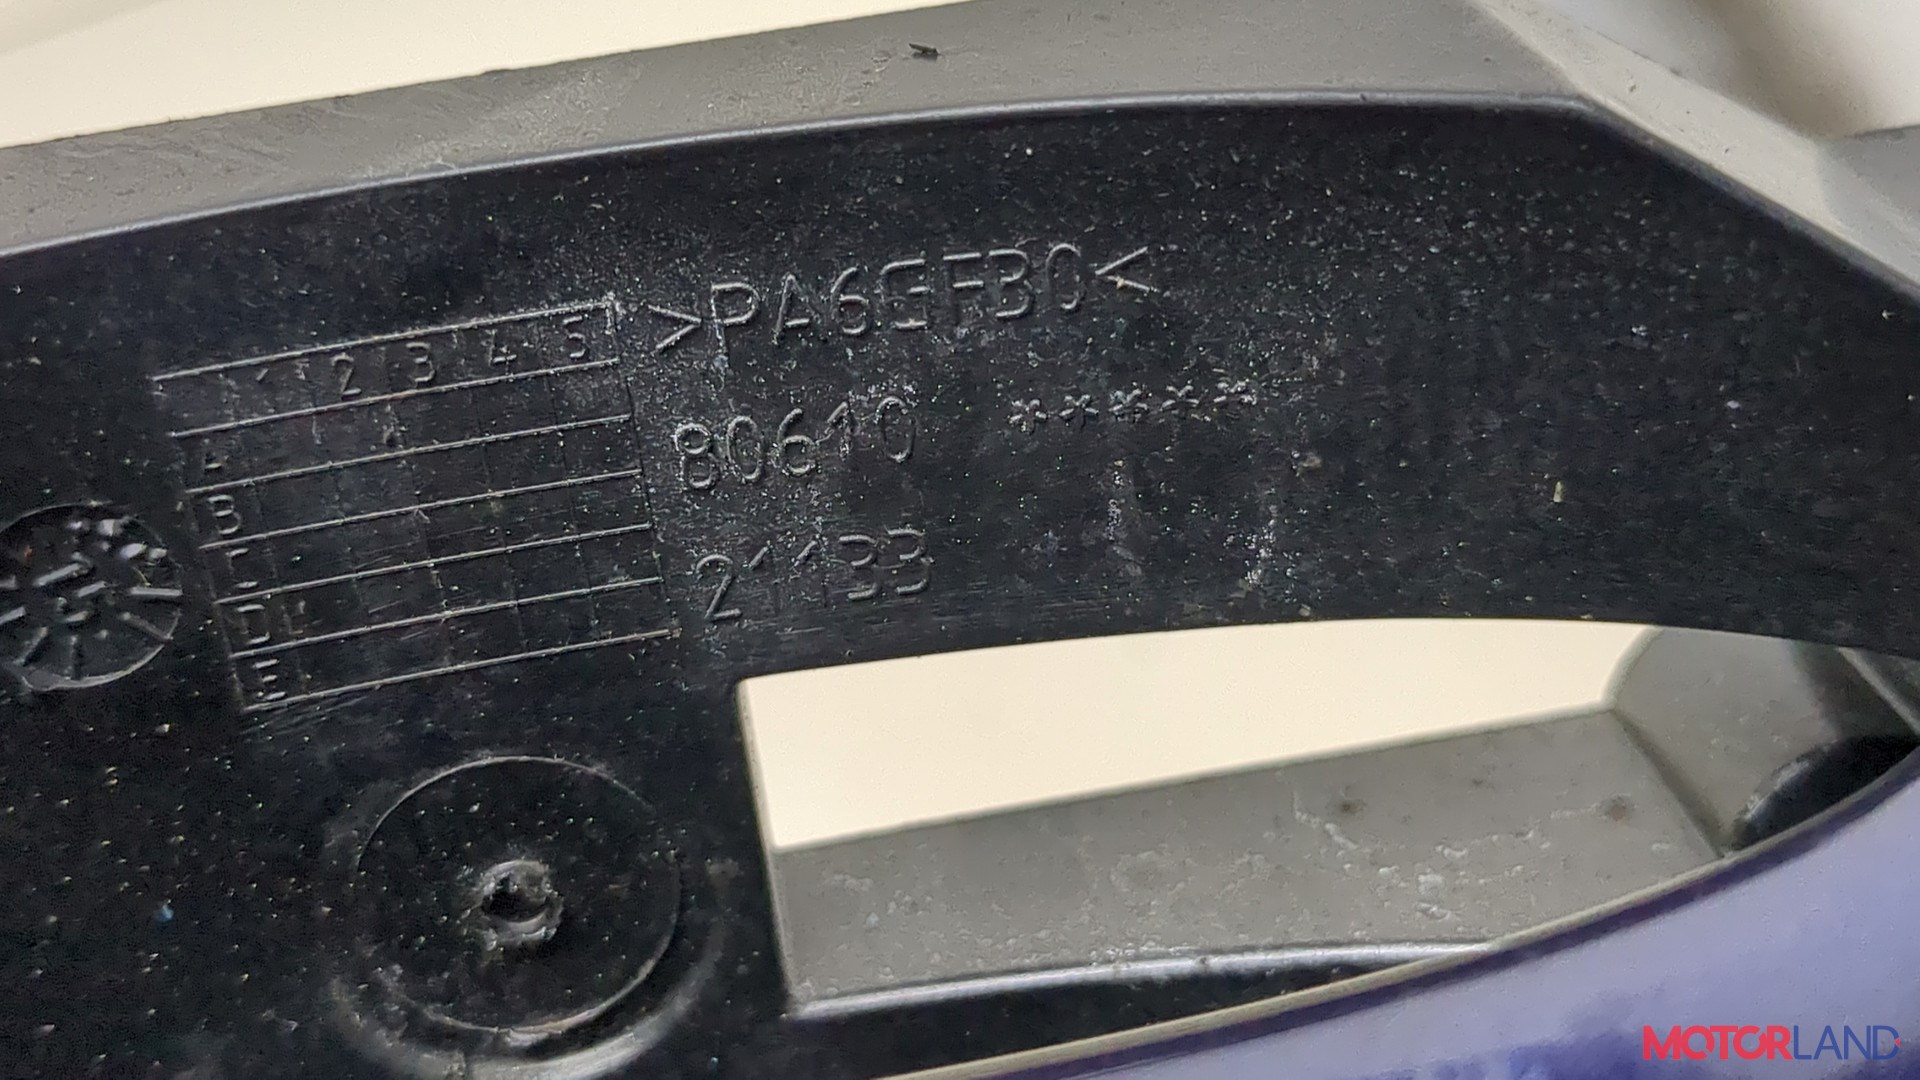 >PA6GF30<
1 2 3 4 5
80610 *****
A
B
C
21133
D
E
MOTORLAND